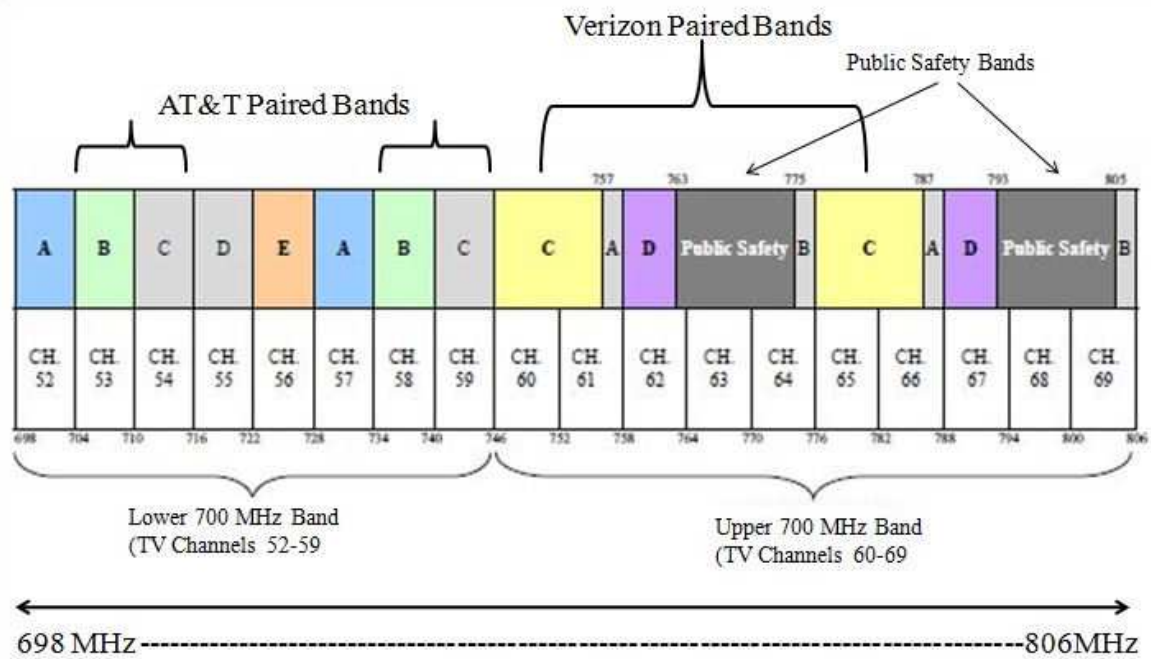 Verizon Paired Bands
Public Safety Bands
AT&T Paired Bands
757 763 775 787 793 805
A B C D E A B C C A D Public Safety B C A D Public Safety B
CH. CH. CH. CH. CH. CH. CH. CH. CH. CH. CH. CH. CH. CH. CH. CH. CH. CH.
52 53 54 55 56 57 58 59 60 61 62 63 64 65 66 67 68 69
698 704 710 716 722 728 734 740 746 752 758 764 770 776 782 788 794 800 806
Lower 700 MHz Band
(TV Channels 52-59
Upper 700 MHz Band
(TV Channels 60-69
698 MHz-----------------------------------------------------------------------806MHz